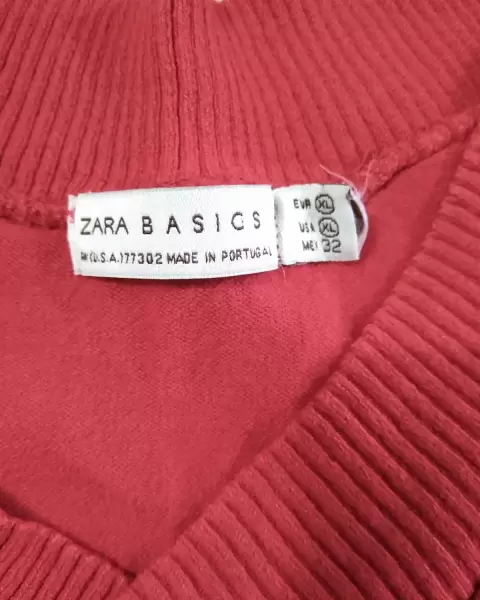 ZARA BASICS
RN(U.S.A.)77302 MADE IN PORTUGAL
EUR XL
USA XL
MEX 32